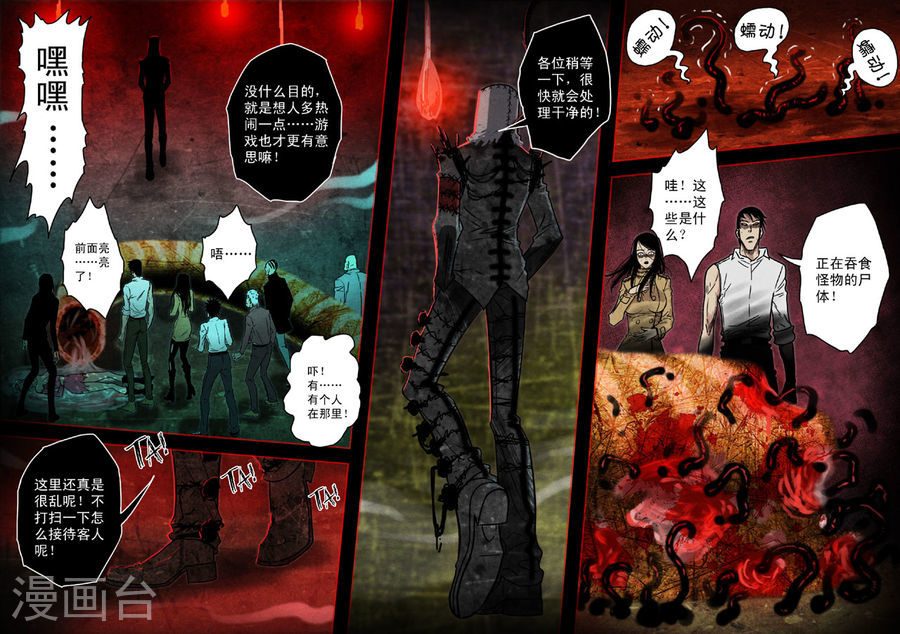 嘿嘿……
没什么目的，
就是想人多热
闹一点……游
戏也才更有意
思嘛！
前面亮
……亮
了！
唔……
吓！
有……
有个人
在那里！
这里还真是
很乱呢！不
打扫一下怎
么接待客人
呢！
TA!
TA!
TA!
各位稍等
一下，很
快就会处
理干净的！
蠕动！
蠕动！
蠕动！
哇！这
……这
些是什
么？
正在吞食
怪物的尸
体！
漫画台